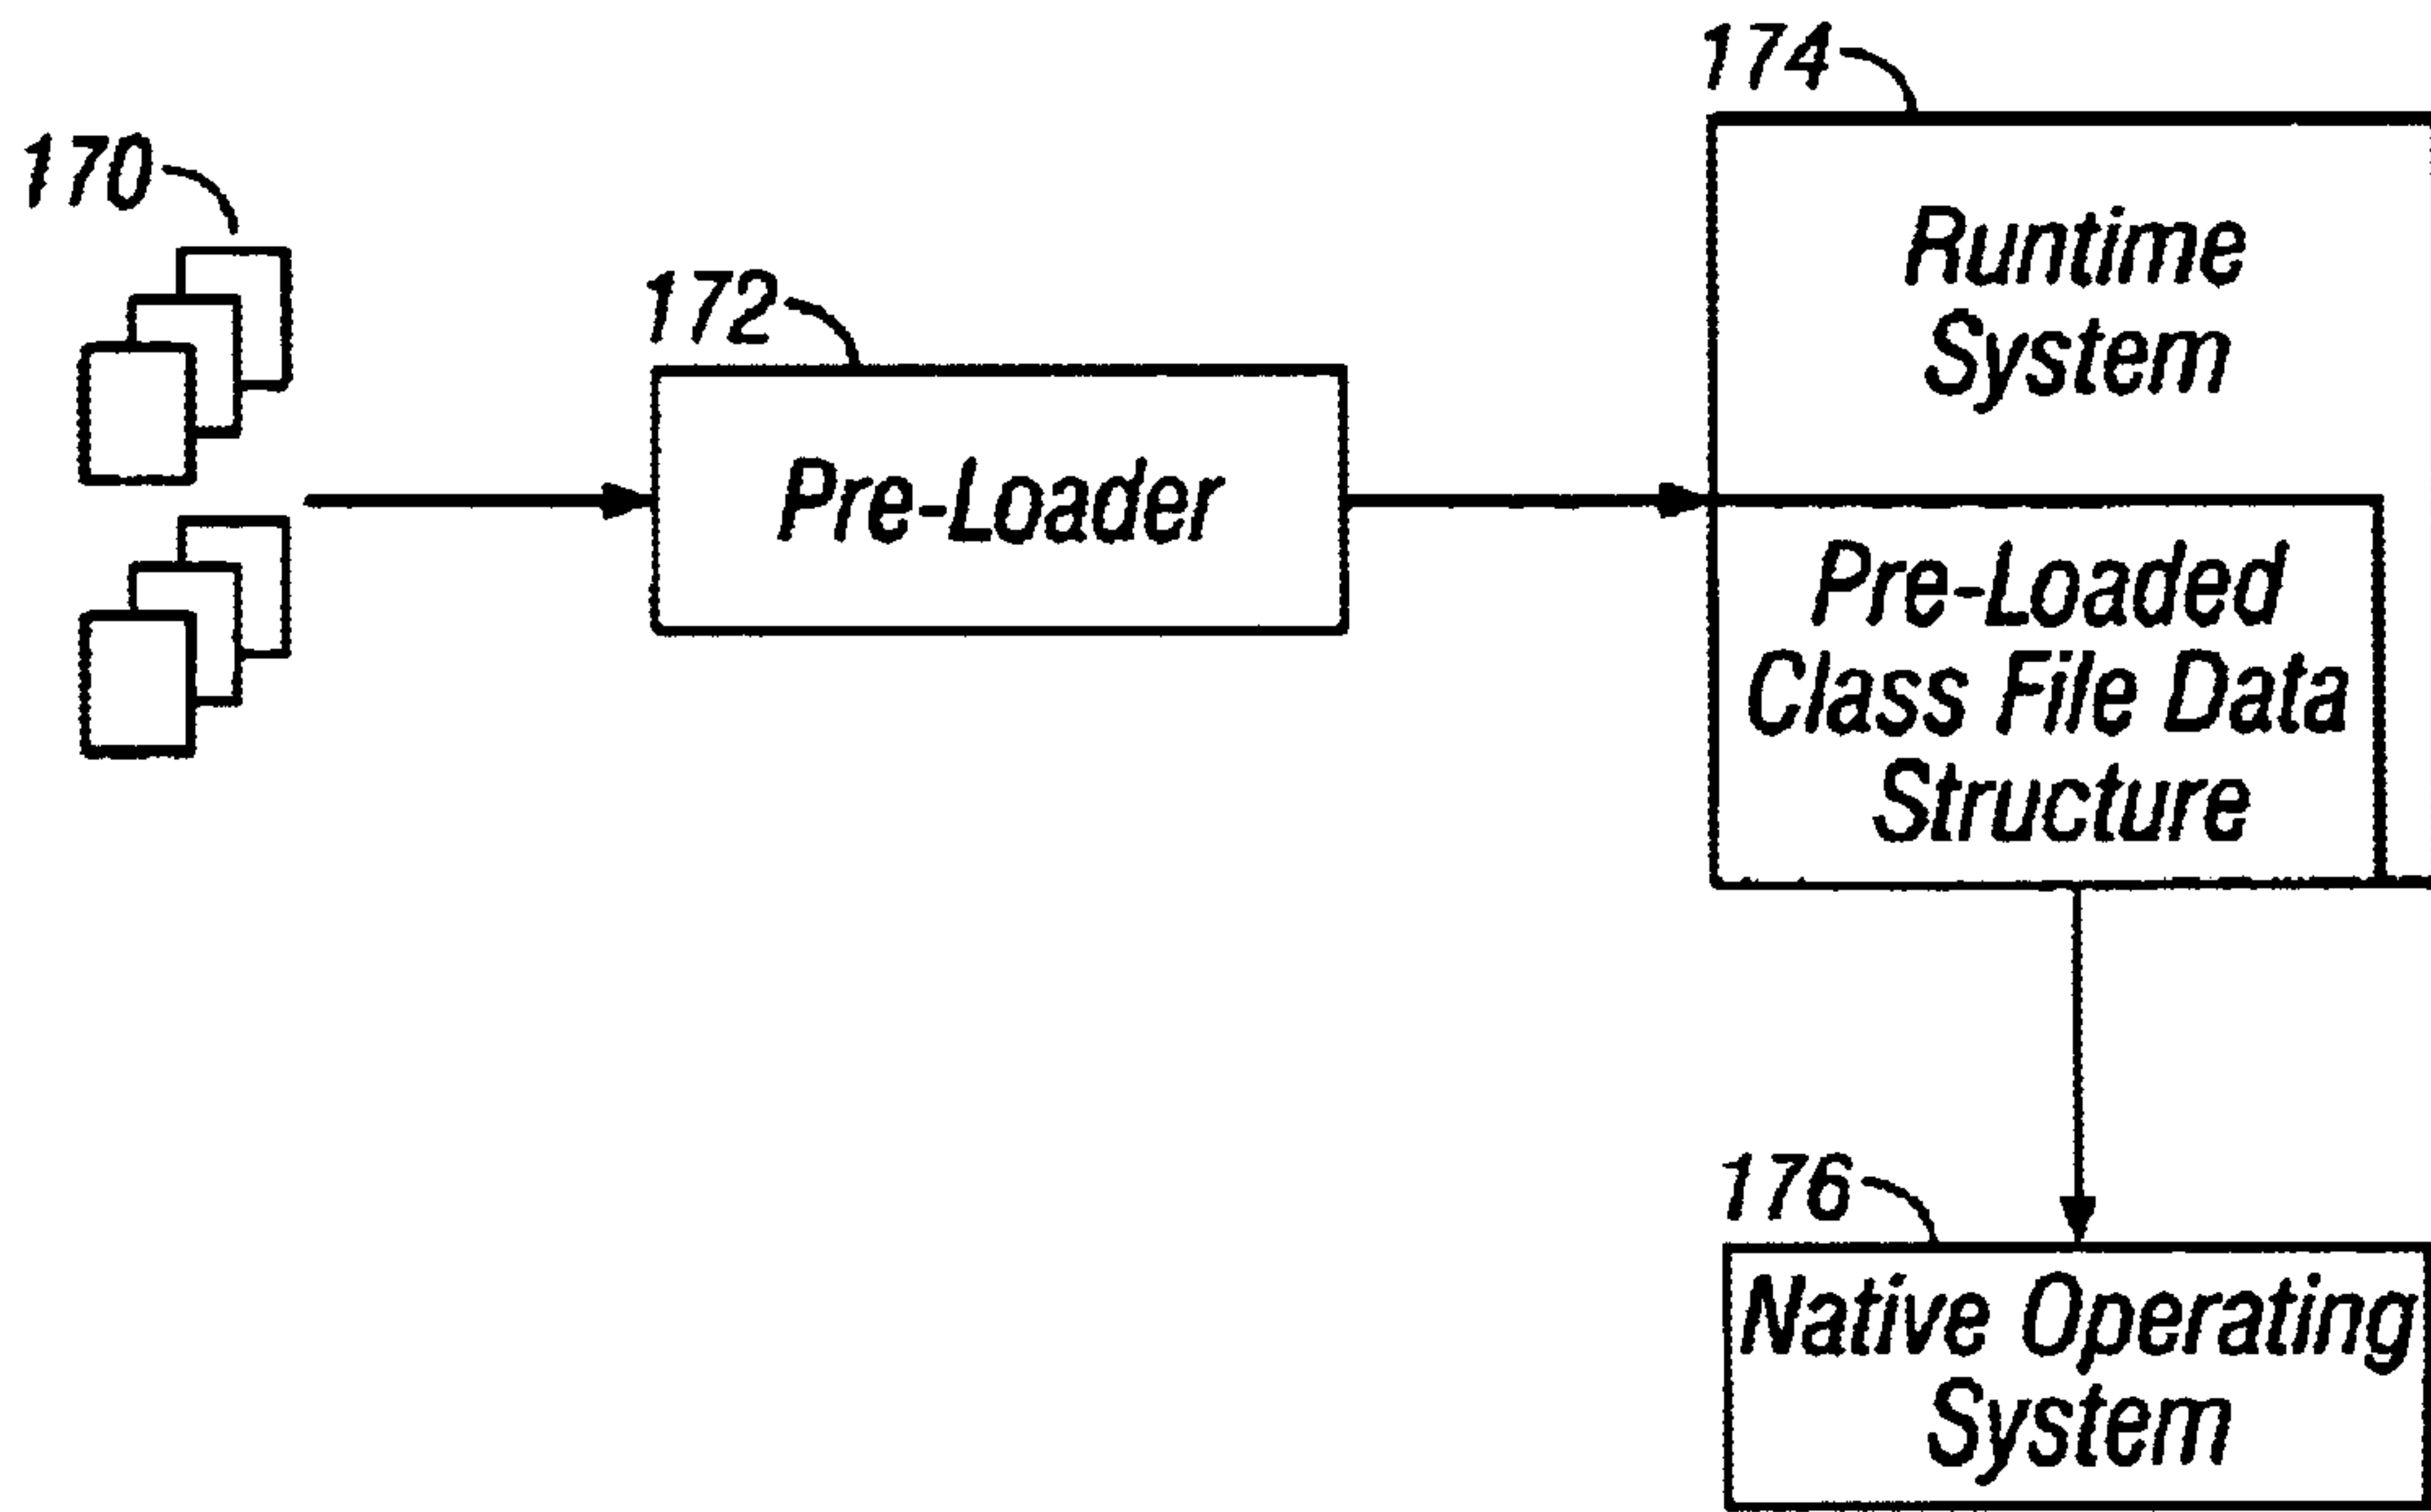 174
170
Runtime
System
172
Pre-Loader
Pre-Loaded
Class File Data
Structure
176
Native Operating
System